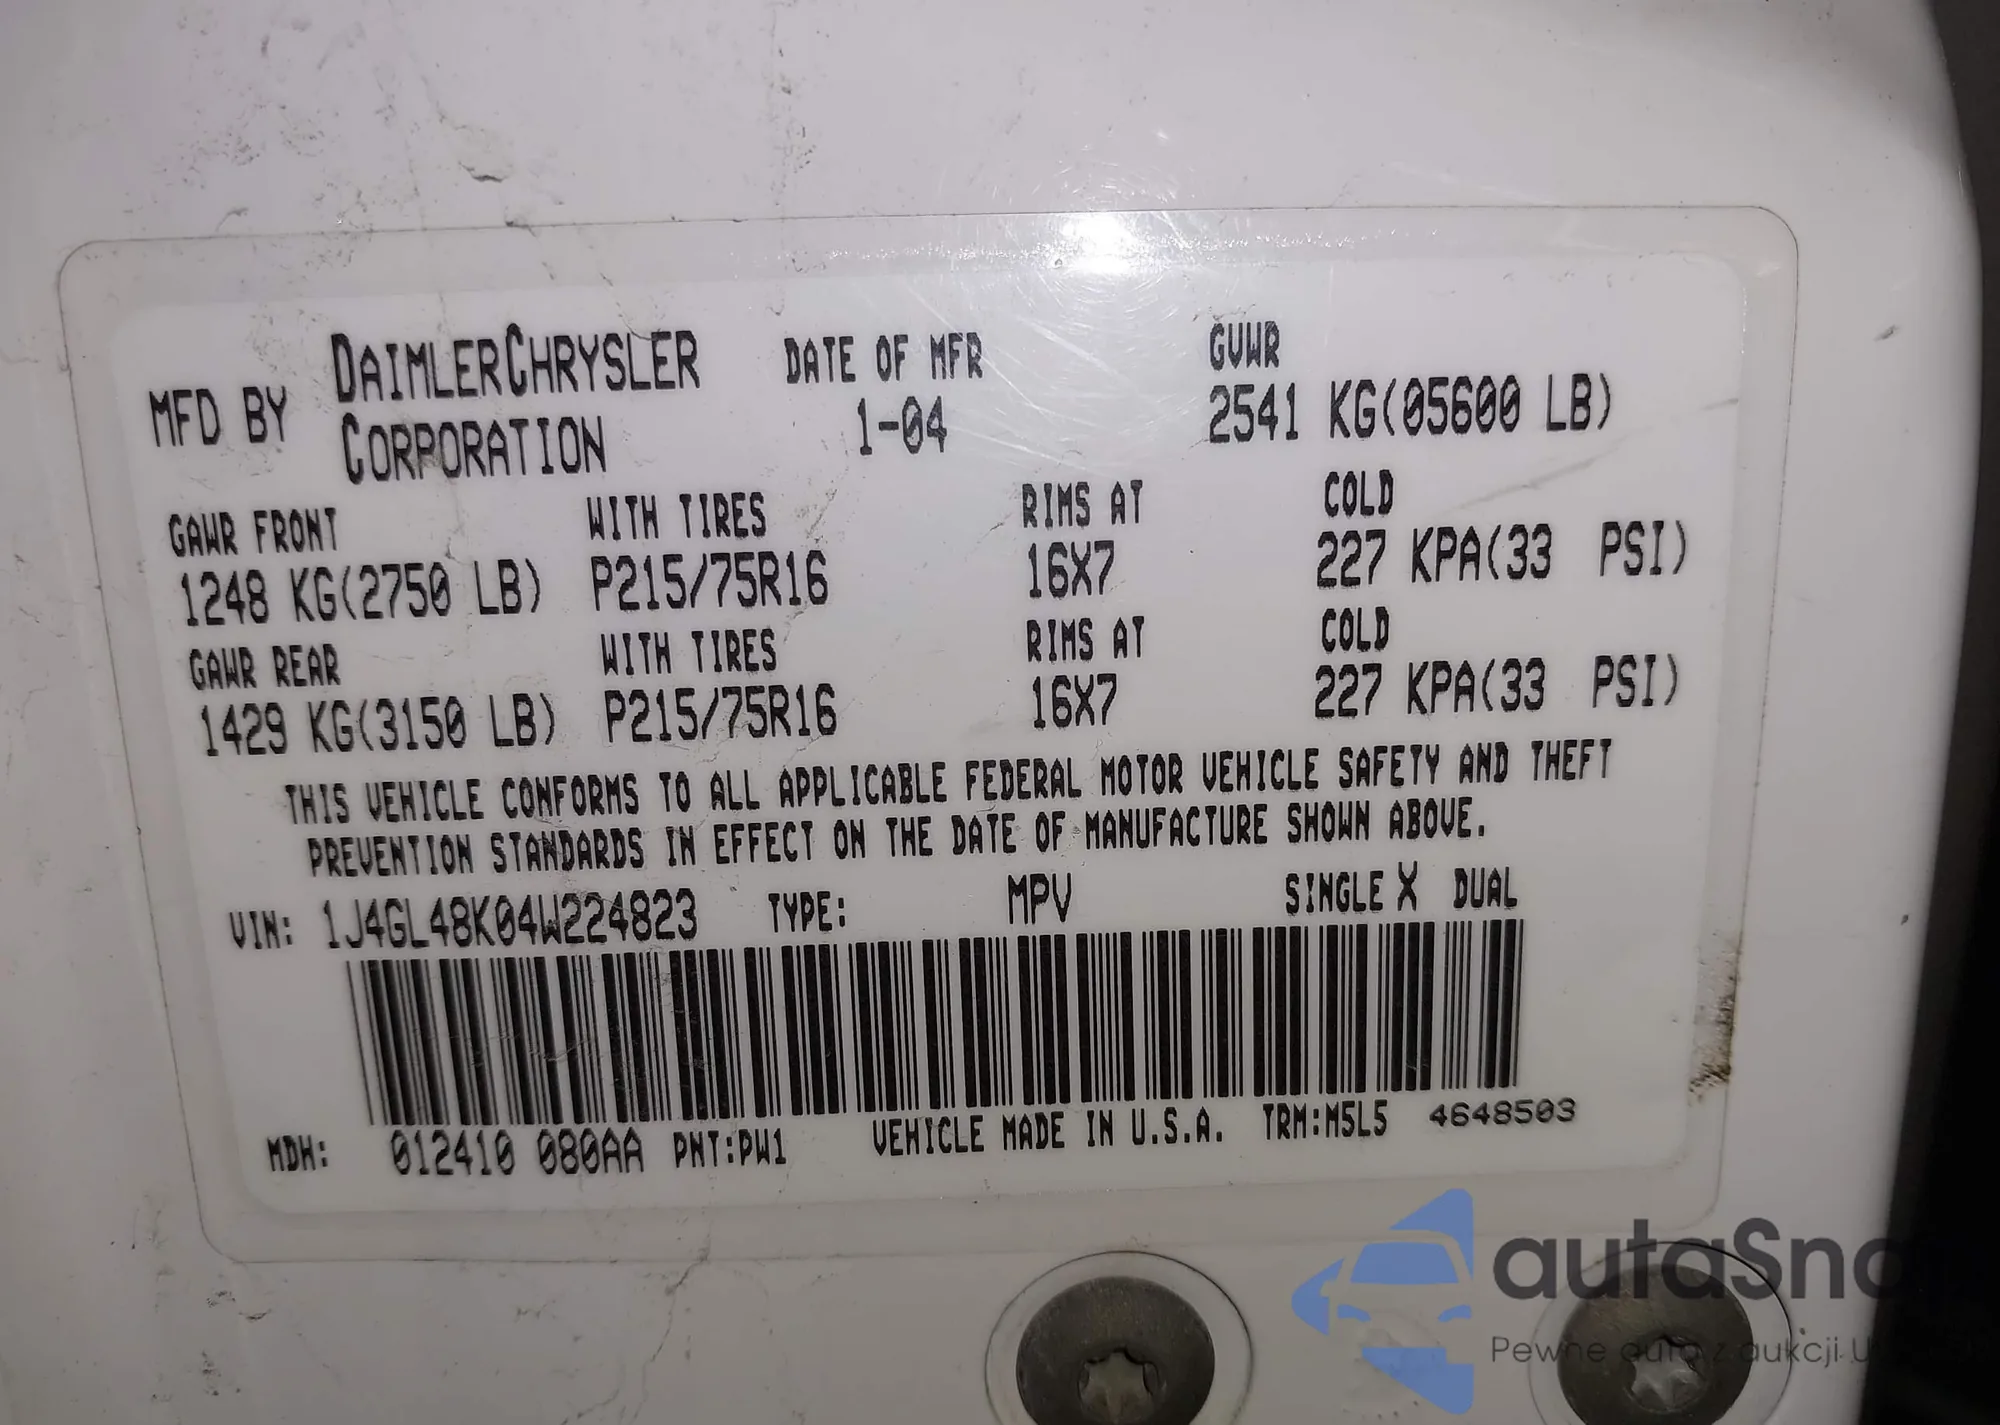 MFD BY DAIMLERCHRYSLER CORPORATION DATE OF MFR 1-04 GVWR 2541 KG(05600 LB)
GAWR FRONT WITH TIRES RIMS AT COLD
1248 KG(2750 LB) P215/75R16 16X7 227 KPA(33 PSI)
GAWR REAR WITH TIRES RIMS AT COLD
1429 KG(3150 LB) P215/75R16 16X7 227 KPA(33 PSI)
THIS VEHICLE CONFORMS TO ALL APPLICABLE FEDERAL MOTOR VEHICLE SAFETY AND THEFT
PREVENTION STANDARDS IN EFFECT ON THE DATE OF MANUFACTURE SHOWN ABOVE.
VIN: 1J4GL48K04W224823 TYPE: MPV SINGLE X DUAL
MDH: 012410 080AA PNT:PW1 VEHICLE MADE IN U.S.A. TRM:M5L5 4648503
autaSna
Pewne auta z aukcji U